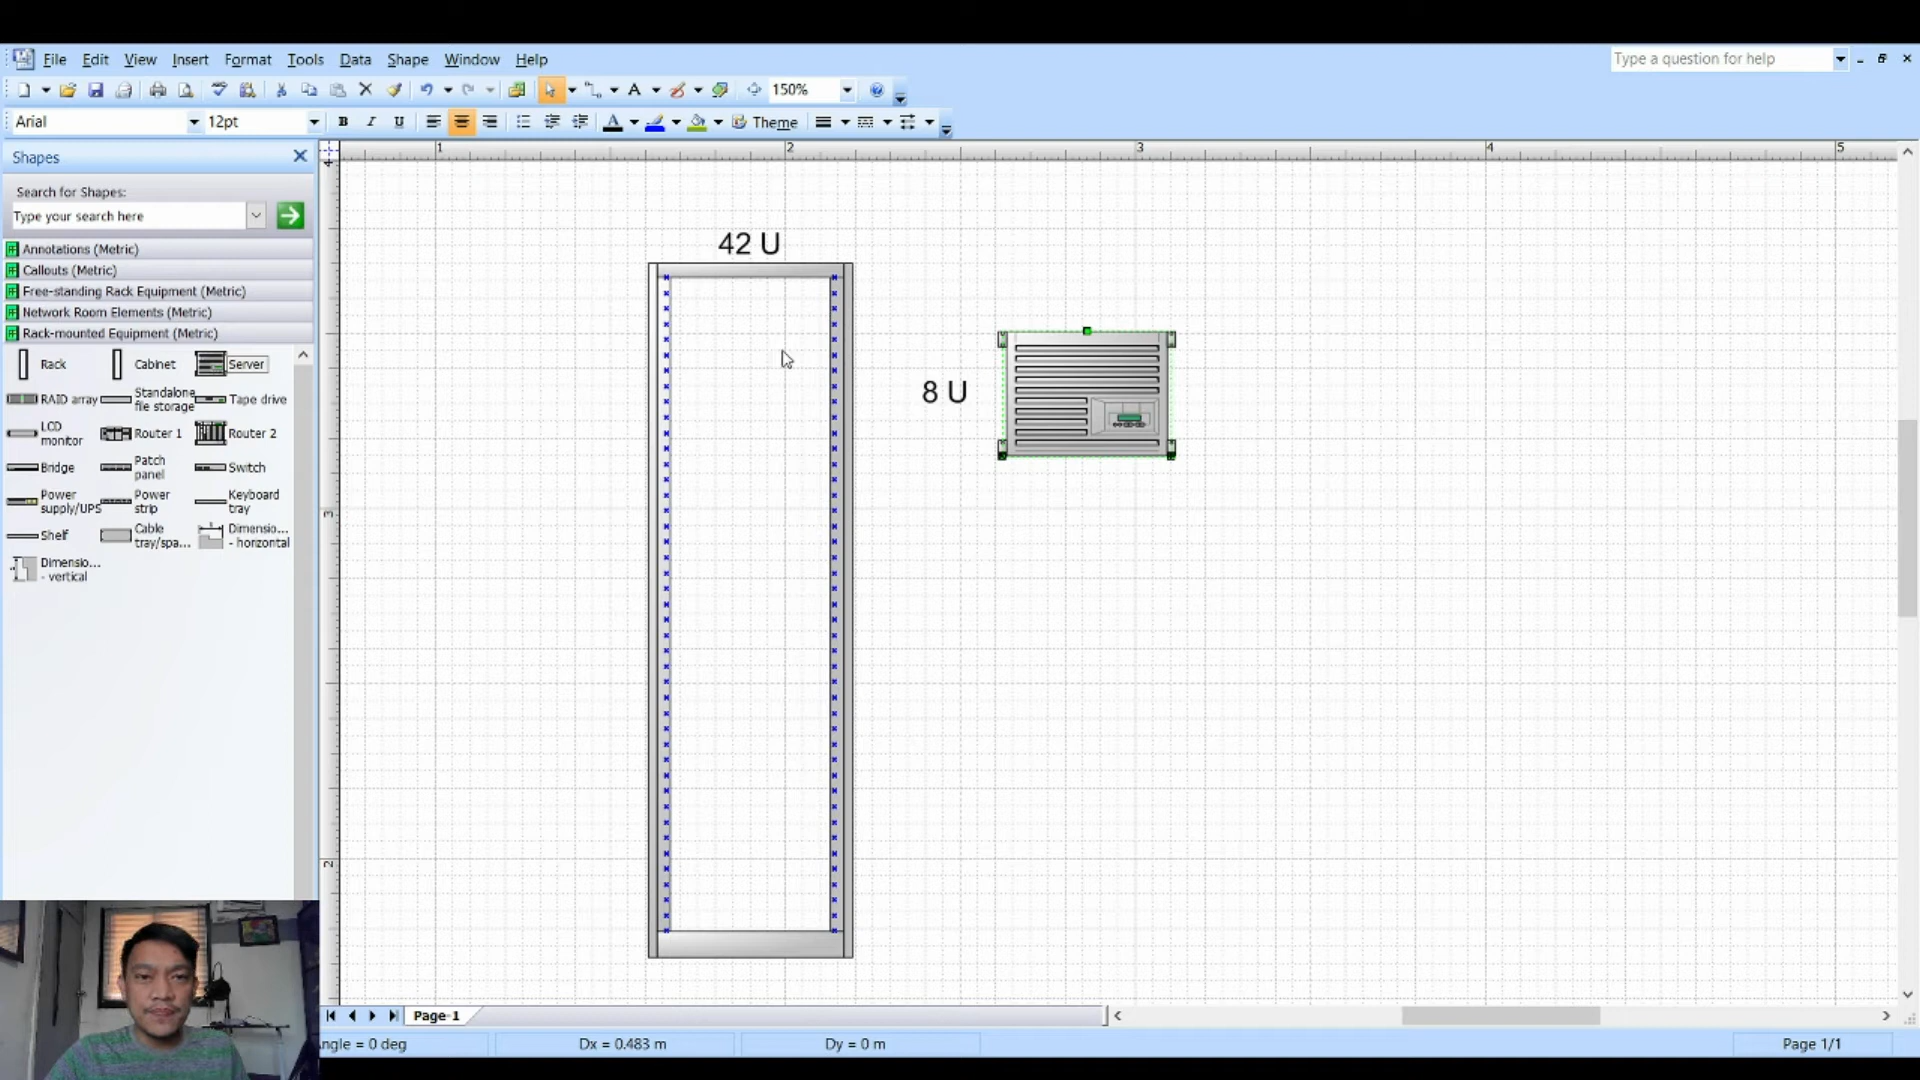 File Edit View Insert Format Tools Data Shape Window Help
Type a question for help
150%
Arial 12pt B I U A Theme
Shapes
Search for Shapes:
Type your search here
Annotations (Metric)
Callouts (Metric)
Free-standing Rack Equipment (Metric)
Network Room Elements (Metric)
Rack-mounted Equipment (Metric)
Rack Cabinet Server
RAID array Standalone file storage Tape drive
LCD monitor Router 1 Router 2
Bridge Patch panel Switch
Power supply/UPS Power strip Keyboard tray
Shelf Cable tray/spa... Dimensio... - horizontal
Dimensio... - vertical
1 2 3 4 5
3
2
42 U
8 U
Page-1
ngle = 0 deg Dx = 0.483 m Dy = 0 m Page 1/1